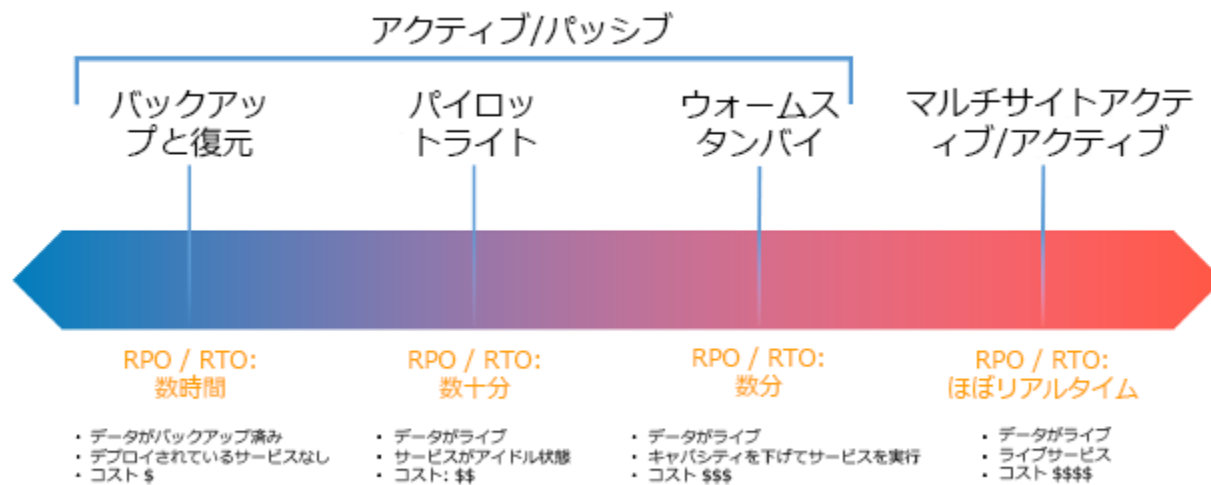 アクティブ/パッシブ
バックアッ
プと復元
パイロッ
トライト
ウォームス
タンバイ
マルチサイトアクテ
ィブ/アクティブ
RPO / RTO:
数時間
RPO / RTO:
数十分
RPO / RTO:
数分
RPO / RTO:
ほぼリアルタイム
・ データがバックアップ済み
・ デプロイされているサービスなし
・ コスト $
・ データがライブ
・ サービスがアイドル状態
・ コスト: $$
・ データがライブ
・ キャパシティを下げてサービスを実行
・ コスト $$$
・ データがライブ
・ ライブサービス
・ コスト $$$$